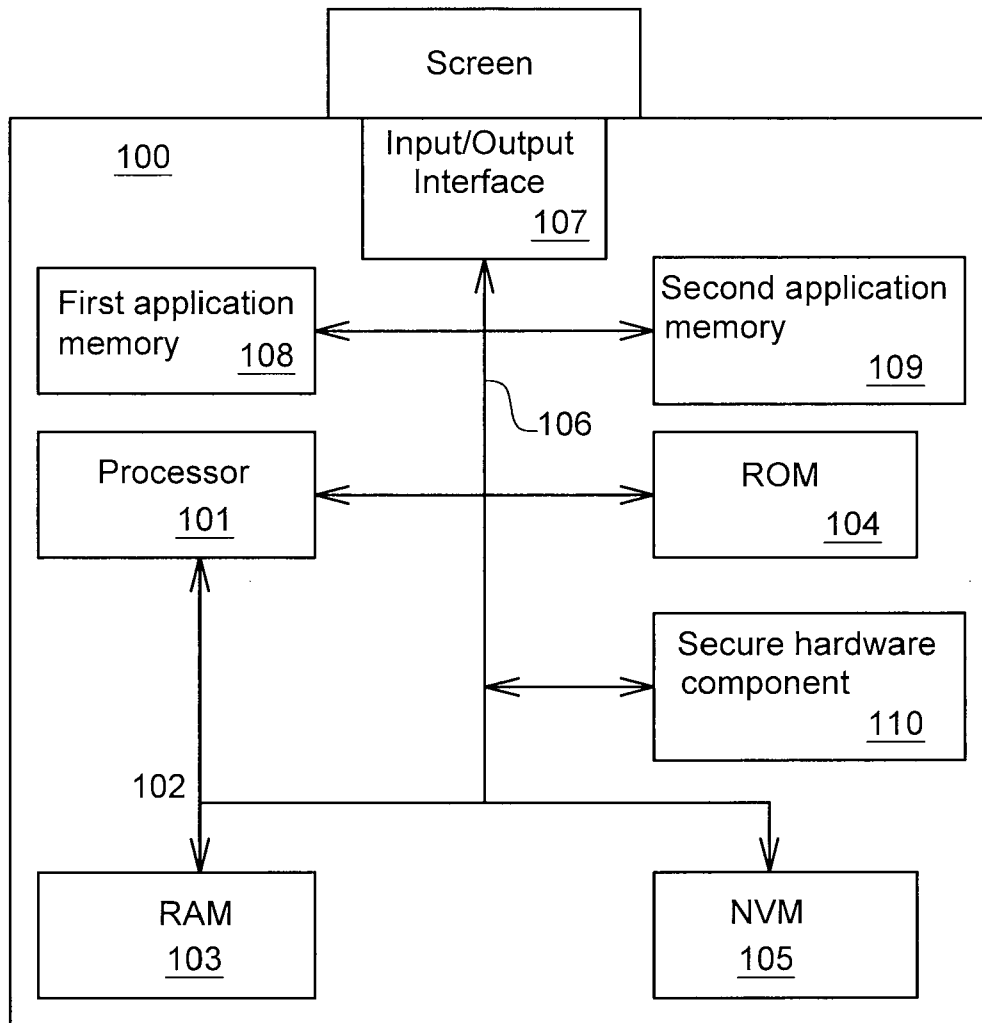 Screen
100
Input/Output
Interface
107
First application
memory
108
Second application
memory
109
106
Processor
101
ROM
104
Secure hardware
component
110
102
RAM
103
NVM
105